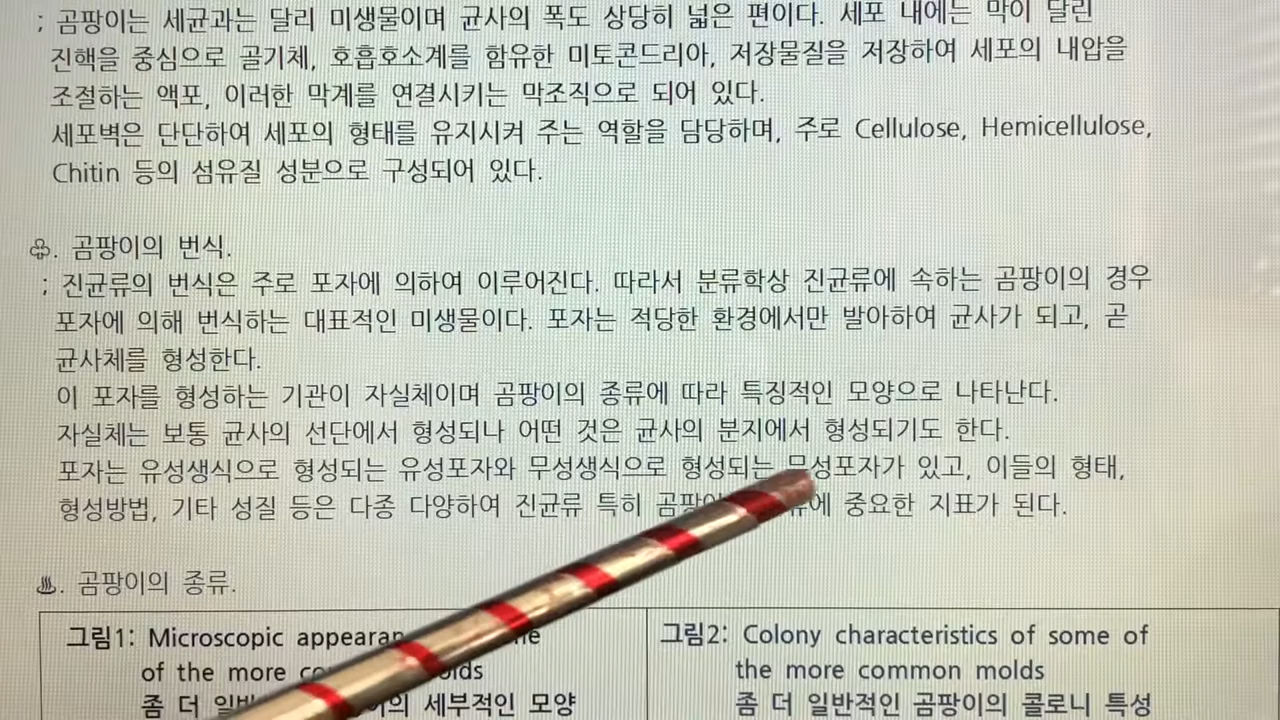 ; 곰팡이는 세균과는 달리 미생물이며 균사의 폭도 상당히 넓은 편이다. 세포 내에는 막이 달린
진핵을 중심으로 골기체, 호흡호소계를 함유한 미토콘드리아, 저장물질을 저장하여 세포의 내압을
조절하는 액포, 이러한 막계를 연결시키는 막조직으로 되어 있다.
세포벽은 단단하여 세포의 형태를 유지시켜 주는 역할을 담당하며, 주로 Cellulose, Hemicellulose,
Chitin 등의 섬유질 성분으로 구성되어 있다.
♧. 곰팡이의 번식.
; 진균류의 번식은 주로 포자에 의하여 이루어진다. 따라서 분류학상 진균류에 속하는 곰팡이의 경우
포자에 의해 번식하는 대표적인 미생물이다. 포자는 적당한 환경에서만 발아하여 균사가 되고, 곧
균사체를 형성한다.
이 포자를 형성하는 기관이 자실체이며 곰팡이의 종류에 따라 특징적인 모양으로 나타난다.
자실체는 보통 균사의 선단에서 형성되나 어떤 것은 균사의 분지에서 형성되기도 한다.
포자는 유성생식으로 형성되는 유성포자와 무성생식으로 형성되는 무성포자가 있고, 이들의 형태,
형성방법, 기타 성질 등은 다종 다양하여 진균류 특히 중요한 지표가 된다.
♨. 곰팡이의 종류.
그림1: Microscopic
of the more
좀 더 세부적인 모양
그림2: Colony characteristics of some of
the more common molds
좀 더 일반적인 곰팡이의 콜로니 특성